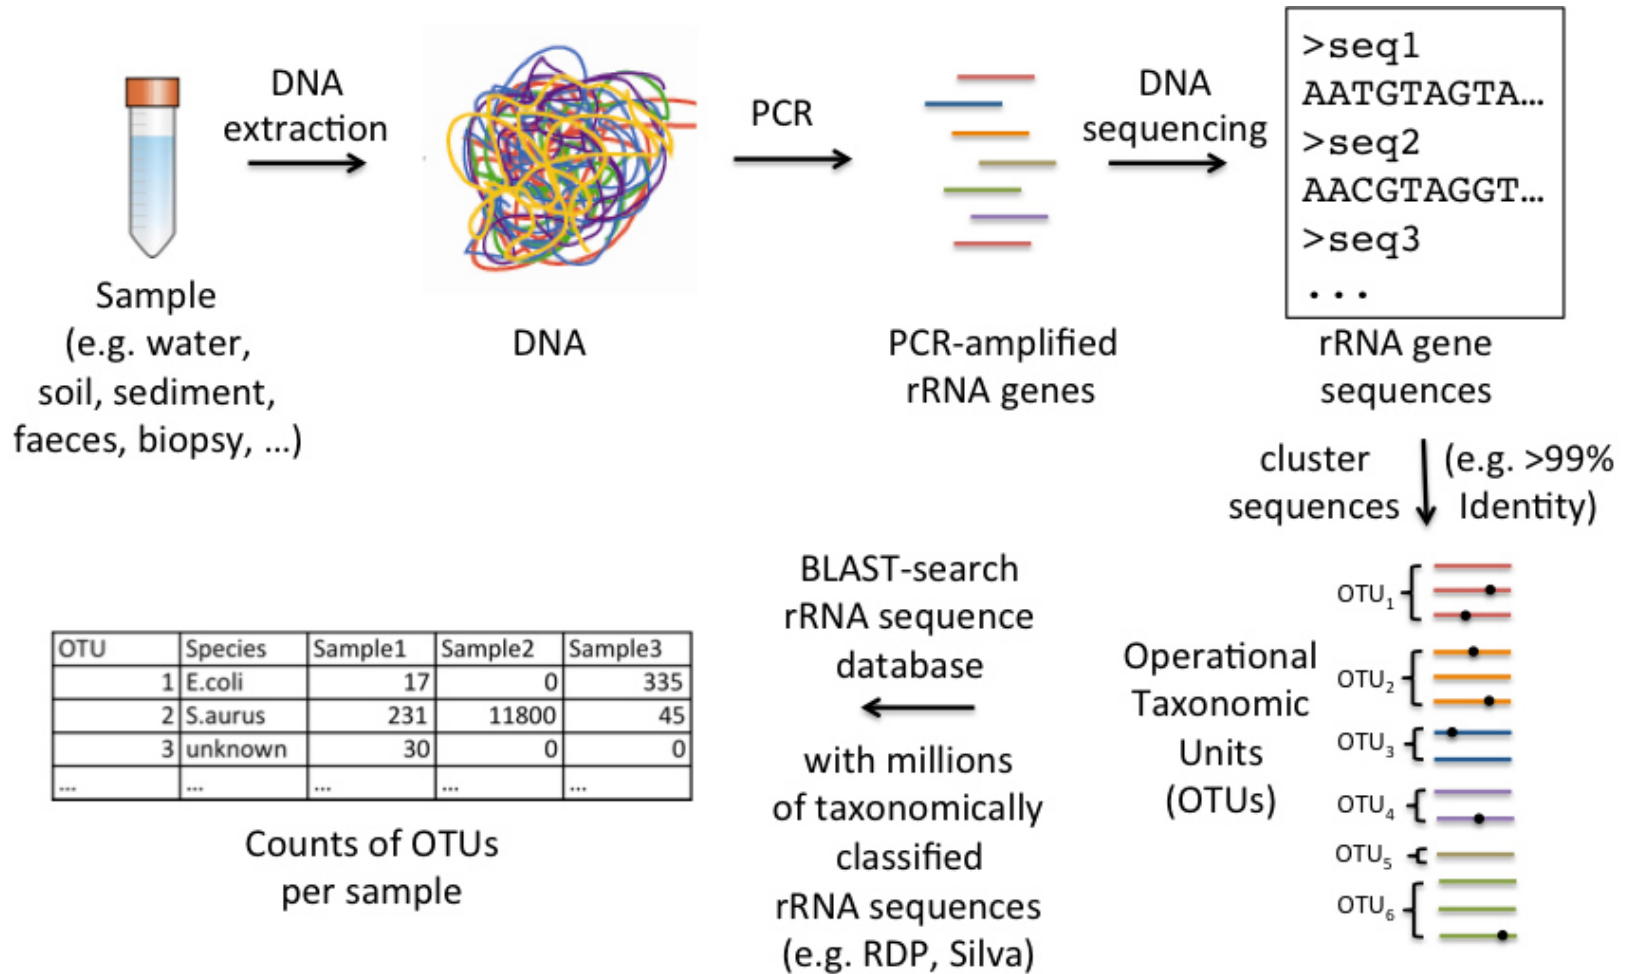 DNA
extraction
PCR
DNA
sequencing
>seq1
AATGTAGTA...
>seq2
AACGTAGGT...
>seq3
...
Sample
(e.g. water,
soil, sediment,
faeces, biopsy, ...)
DNA
PCR-amplified
rRNA genes
rRNA gene
sequences
cluster
sequences
(e.g. >99%
Identity)
OTU₁
OTU₂
OTU₃
OTU₄
OTU₅
OTU₆
Operational
Taxonomic
Units
(OTUs)
BLAST-search
rRNA sequence
database
with millions
of taxonomically
classified
rRNA sequences
(e.g. RDP, Silva)
OTU Species Sample1 Sample2 Sample3
1 E.coli 17 0 335
2 S.aurus 231 11800 45
3 unknown 30 0 0
... ... ... ... ...
Counts of OTUs
per sample